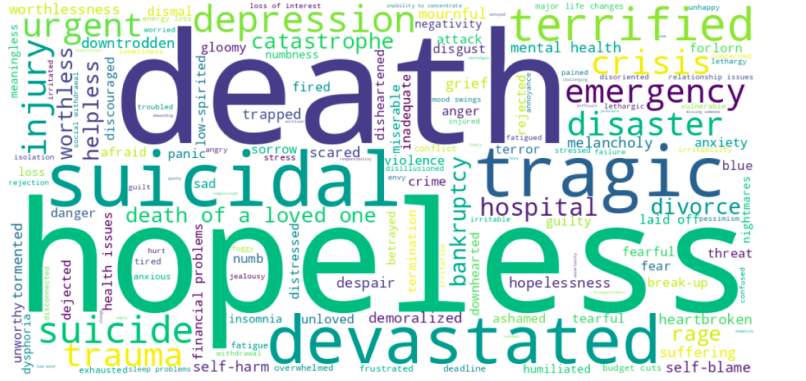 worthlessness
dismal
energy loss
loss of interest
inability to concentrate
major life changes
unhappy
urgent
worried
depression
mournful
terrified
meaningless
downtrodden
loneliness
gloomy
catastrophe
negativity
attack
disgust
mental health
forlorn
lethargy
numbness
crisis
irritated
injury
worthless
social withdrawal
helpless
discouraged
troubled
low-spirited
death
fired
trapped
disheartened
miserable
inadequate
grief
mood swings
anger
rejected
annoyance
pained
disoriented
relationship issues
emergency
lethargic
vulnerable
injured
fatigued
disaster
isolation
afraid
panic
angry
sorrow
scared
stress
violence
conflict
disillusioned
terror
melancholy
stressed
failure
anxiety
irritability
loss
rejection
guilt
sad
suicidal
envy
crime
tragic
blue
danger
death of a loved one
hospital
divorce
nightmares
bankruptcy
guilty
laid off
pessimism
hopeless
tormented
hurt
tired
anxious
foggy
numb
jealousy
distressed
betrayed
termination
irritable
downhearted
fearful
fear
threat
health issues
financial problems
despair
hopelessness
break-up
confused
disconnected
dejected
unworthy
dysphoria
suicide
insomnia
unloved
demoralized
ashamed
tearful
heartbroken
trauma
fatigue
withdrawal
devastated
rage
suffering
exhausted
sleep problems
self-harm
overwhelmed
frustrated
deadline
humiliated
budget cuts
self-blame